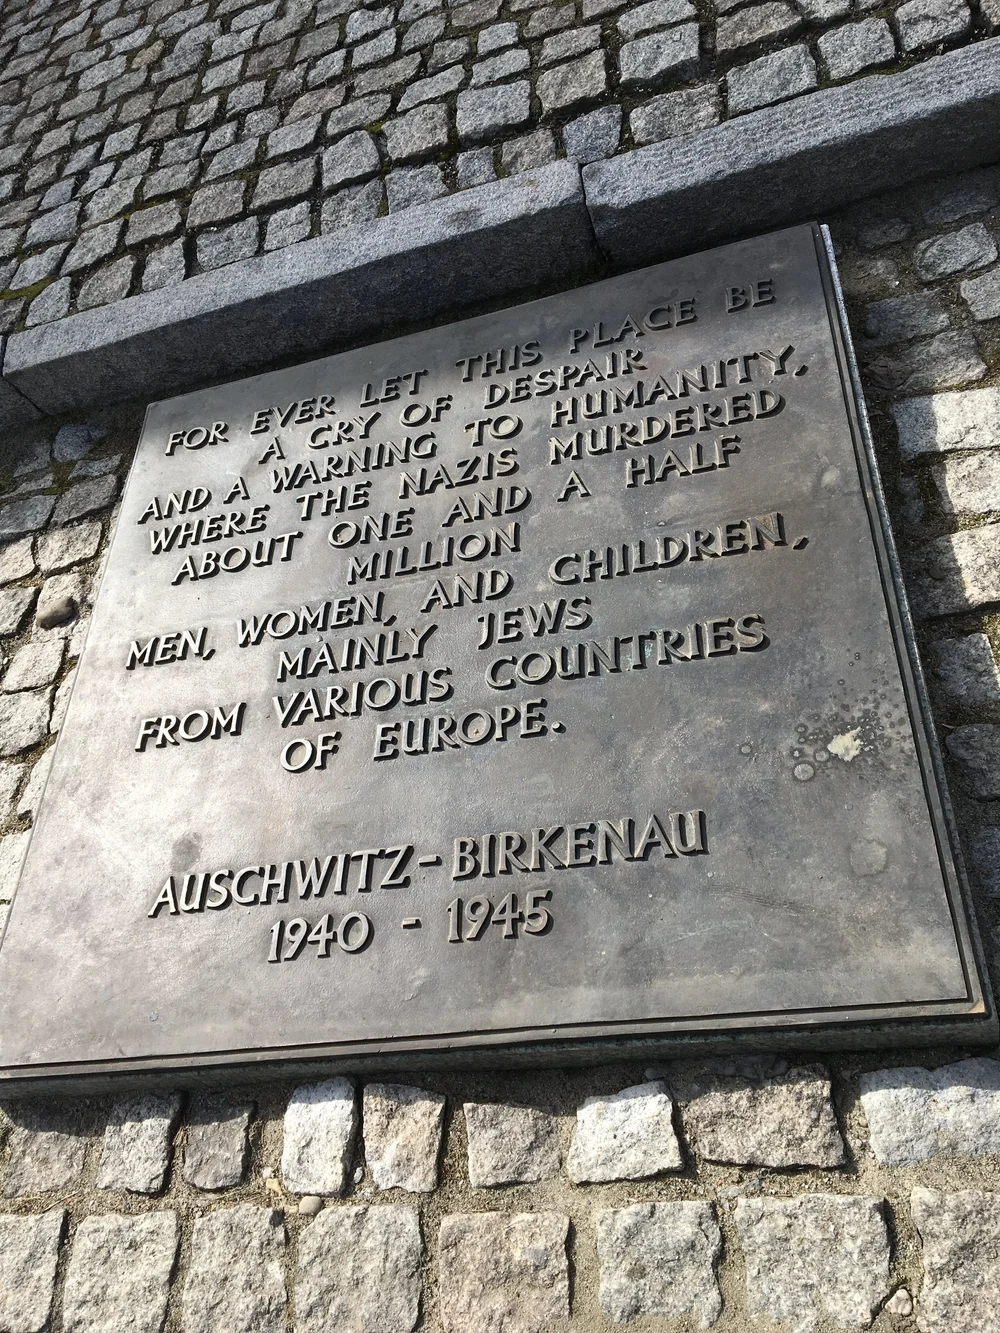 FOR EVER LET THIS PLACE BE
A CRY OF DESPAIR
AND A WARNING TO HUMANITY,
WHERE THE NAZIS MURDERED
ABOUT ONE AND A HALF
MILLION
MEN, WOMEN, AND CHILDREN,
MAINLY JEWS
FROM VARIOUS COUNTRIES
OF EUROPE.
AUSCHWITZ-BIRKENAU
1940 - 1945